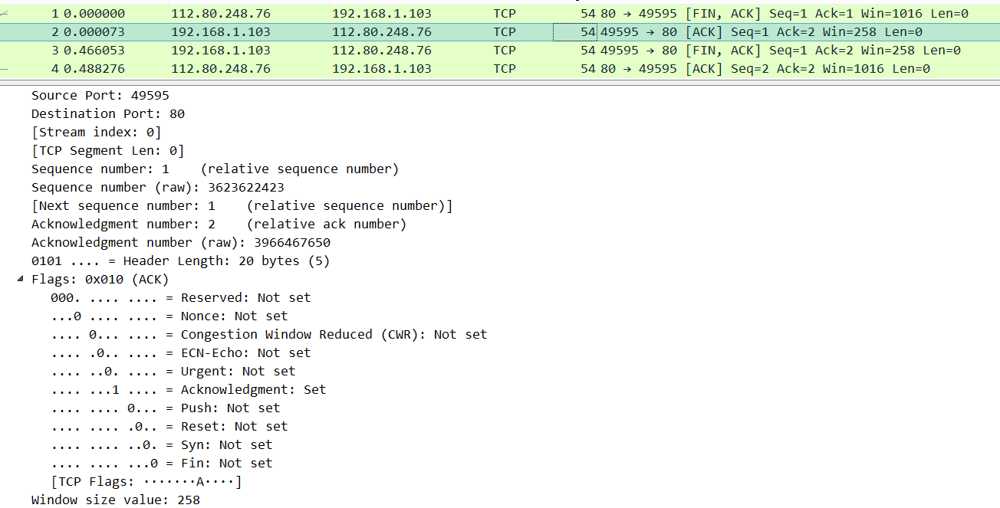 1 0.000000 112.80.248.76 192.168.1.103 TCP 54 80 → 49595 [FIN, ACK] Seq=1 Ack=1 Win=1016 Len=0
2 0.000073 192.168.1.103 112.80.248.76 TCP 54 49595 → 80 [ACK] Seq=1 Ack=2 Win=258 Len=0
3 0.466053 192.168.1.103 112.80.248.76 TCP 54 49595 → 80 [FIN, ACK] Seq=1 Ack=2 Win=258 Len=0
4 0.488276 112.80.248.76 192.168.1.103 TCP 54 80 → 49595 [ACK] Seq=2 Ack=2 Win=1016 Len=0
Source Port: 49595
Destination Port: 80
[Stream index: 0]
[TCP Segment Len: 0]
Sequence number: 1    (relative sequence number)
Sequence number (raw): 3623622423
[Next sequence number: 1    (relative sequence number)]
Acknowledgment number: 2    (relative ack number)
Acknowledgment number (raw): 3966467650
0101 .... = Header Length: 20 bytes (5)
Flags: 0x010 (ACK)
000. .... .... = Reserved: Not set
...0 .... .... = Nonce: Not set
.... 0... .... = Congestion Window Reduced (CWR): Not set
.... .0.. .... = ECN-Echo: Not set
.... ..0. .... = Urgent: Not set
.... ...1 .... = Acknowledgment: Set
.... .... 0... = Push: Not set
.... .... .0.. = Reset: Not set
.... .... ..0. = Syn: Not set
.... .... ...0 = Fin: Not set
[TCP Flags: ·······A····]
Window size value: 258